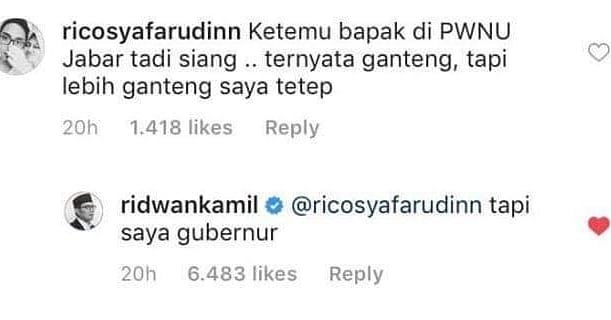 ricosyafarudinn Ketemu bapak di PWNU
Jabar tadi siang .. ternyata ganteng, tapi
lebih ganteng saya tetep
20h 1.418 likes Reply
ridwankamil @ricosyafarudinn tapi
saya gubernur
20h 6.483 likes Reply